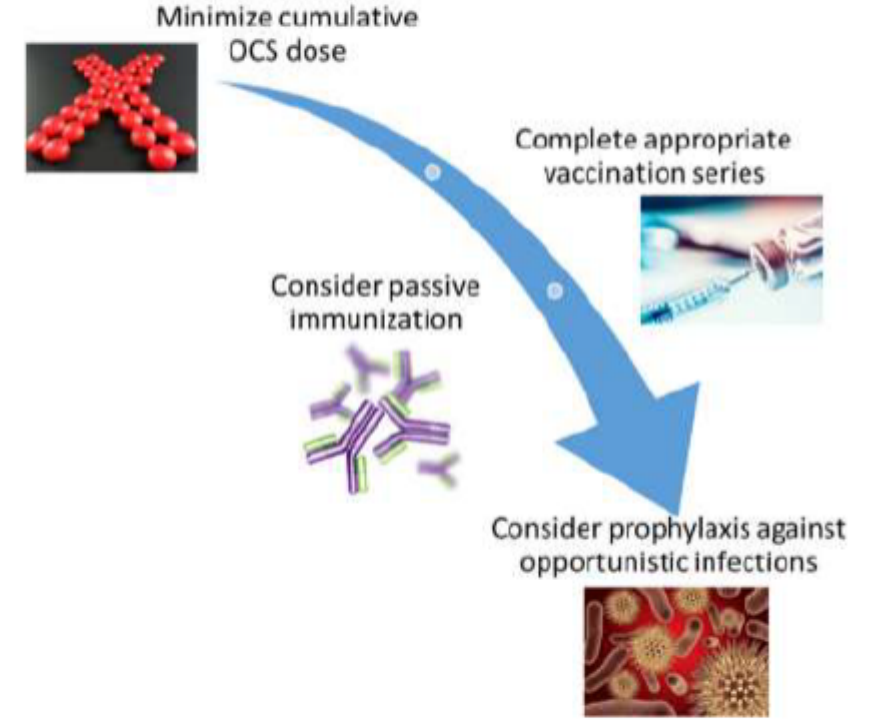 Minimize cumulative
OCS dose
Complete appropriate
vaccination series
Consider passive
immunization
Consider prophylaxis against
opportunistic infections